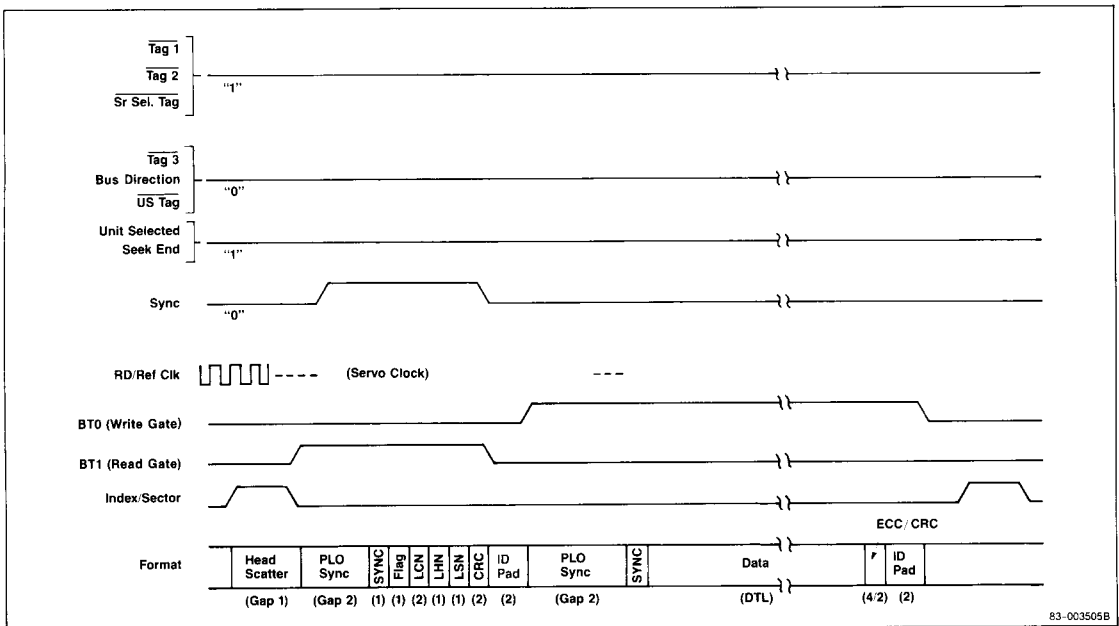 Tag 1
Tag 2
Sr Sel. Tag
"1"
Tag 3
Bus Direction
US Tag
"0"
Unit Selected
Seek End
"1"
Sync
"0"
RD/Ref Clk
(Servo Clock)
BT0 (Write Gate)
BT1 (Read Gate)
Index/Sector
ECC/CRC
Format
Head Scatter
PLO Sync
SYNC
Flag
LCN
LHN
LSN
CRC
ID Pad
PLO Sync
SYNC
Data
ID Pad
(Gap 1) (Gap 2) (1) (1) (2) (1) (1) (2) (2) (Gap 2) (DTL) (4/2) (2)
83-003505B